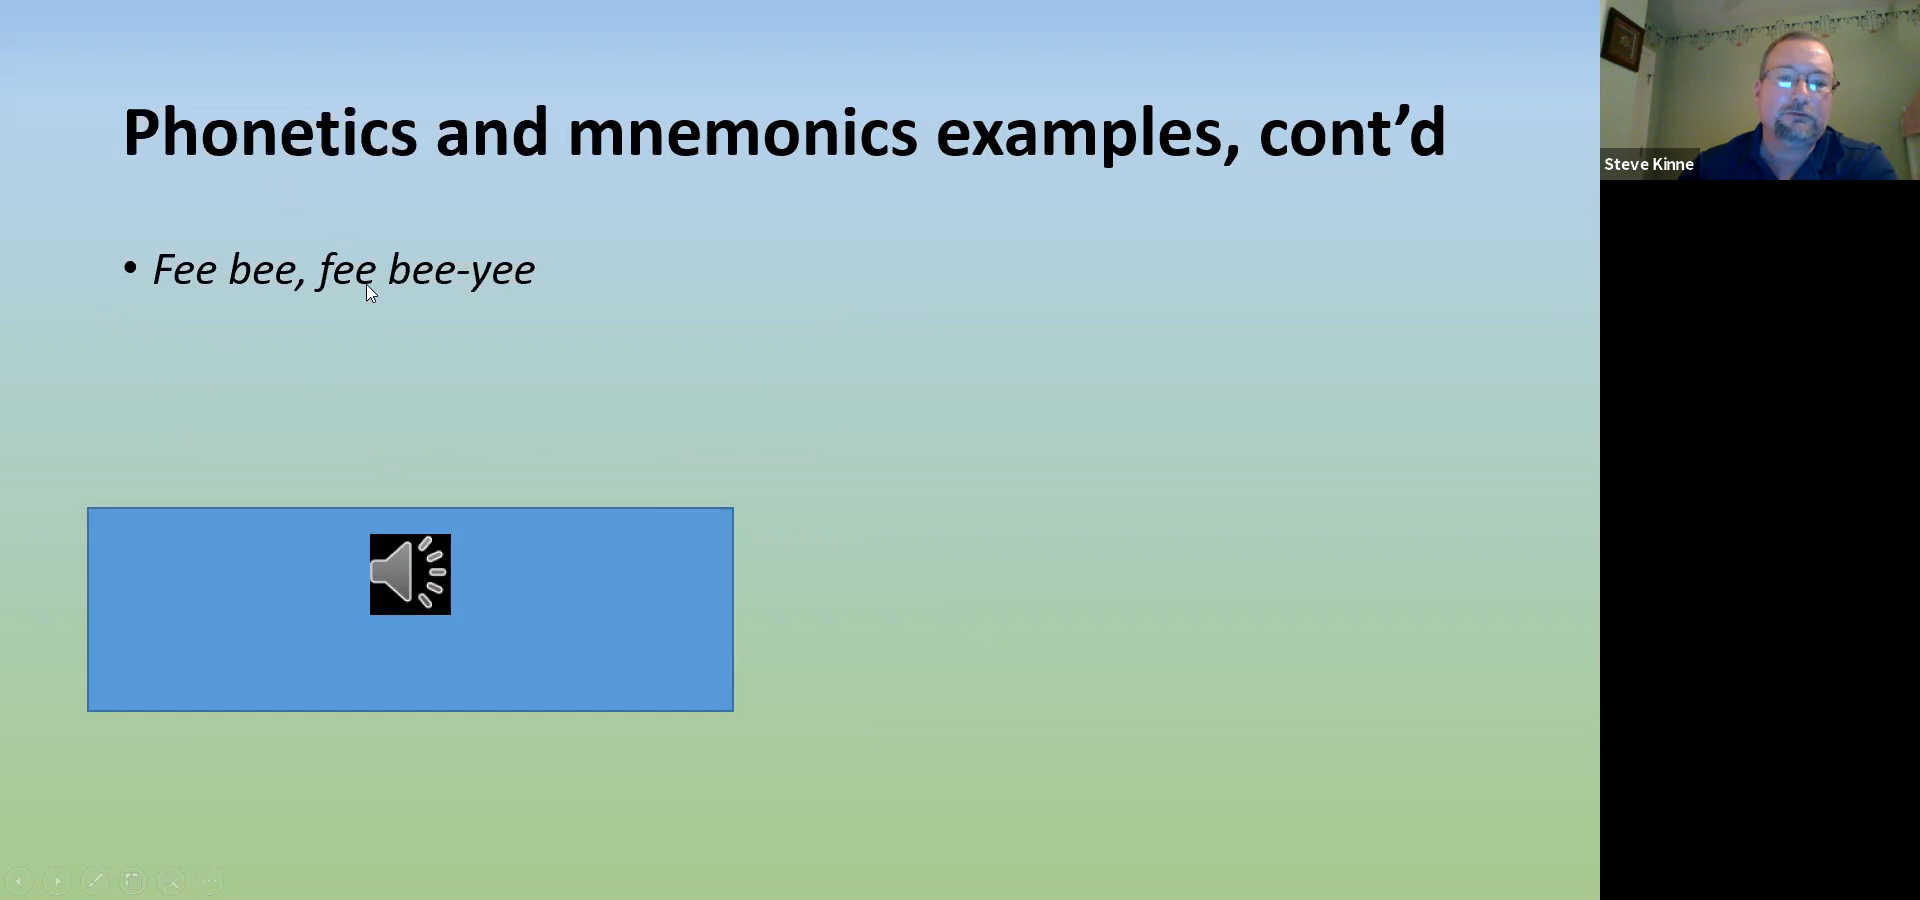 Phonetics and mnemonics examples, cont’d
• Fee bee, fee bee-yee
Steve Kinne